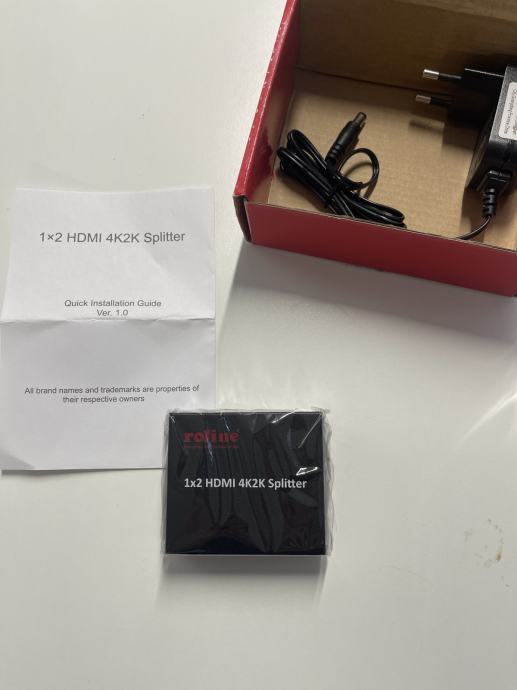 1×2 HDMI 4K2K Splitter
Quick Installation Guide
Ver. 1.0
All brand names and trademarks are properties of
their respective owners
roline
1x2 HDMI 4K2K Splitter